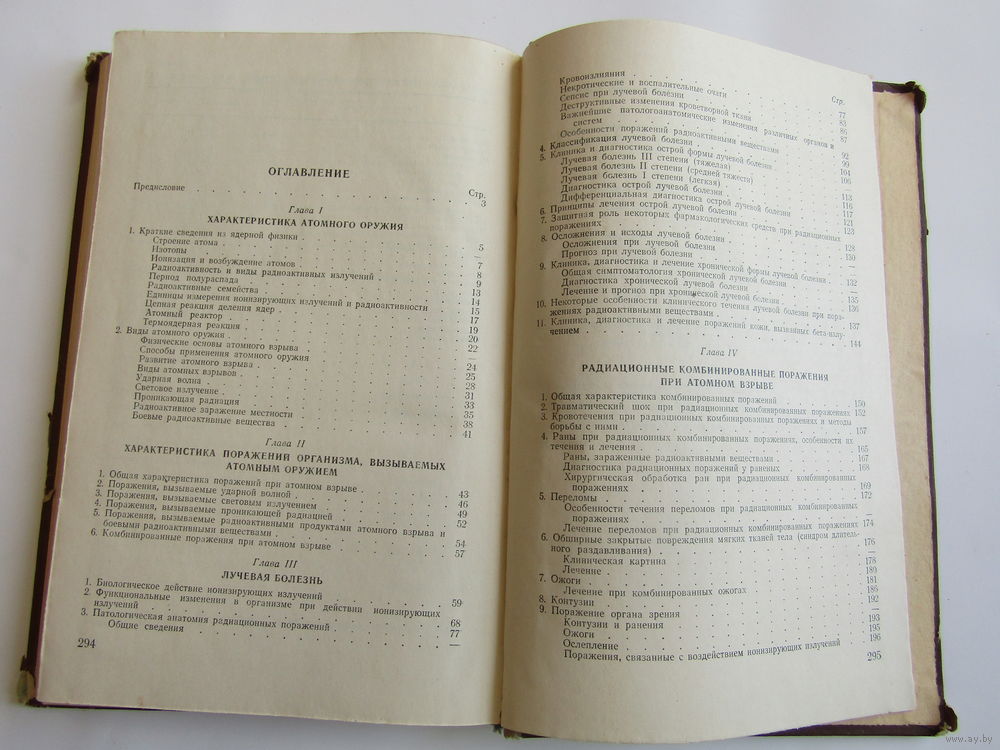 ОГЛАВЛЕНИЕ
Стр.
Предисловие 3
Глава I
ХАРАКТЕРИСТИКА АТОМНОГО ОРУЖИЯ
1. Краткие сведения из ядерной физики 5
Строение атома —
Изотопы 7
Ионизация и возбуждение атомов 8
Радиоактивность и виды радиоактивных излучений 9
Период полураспада 13
Радиоактивные семейства 14
Единицы измерения ионизирующих излучений и радиоактивности 15
Цепная реакция деления ядер 17
Атомный реактор 19
Термоядерная реакция 20
2. Виды атомного оружия 22
Физические основы атомного взрыва —
Способы применения атомного оружия 24
Развитие атомного взрыва 25
Виды атомных взрывов 28
Ударная волна 31
Световое излучение 33
Проникающая радиация 35
Радиоактивное заражение местности 38
Боевые радиоактивные вещества 41
Глава II
ХАРАКТЕРИСТИКА ПОРАЖЕНИЯ ОРГАНИЗМА, ВЫЗЫВАЕМЫХ
АТОМНЫМ ОРУЖИЕМ
1. Общая характеристика поражений при атомном взрыве 43
2. Поражения, вызываемые ударной волной 46
3. Поражения, вызываемые световым излучением 49
4. Поражения, вызываемые проникающей радиацией 52
5. Поражения, вызываемые радиоактивными продуктами атомного взрыва и
боевыми радиоактивными веществами 54
6. Комбинированные поражения при атомном взрыве 57
Глава III
ЛУЧЕВАЯ БОЛЕЗНЬ
1. Биологическое действие ионизирующих излучений 59
2. Функциональные изменения в организме при действии ионизирующих
излучений 68
3. Патологическая анатомия радиационных поражений 77
Общие сведения —
294
Стр.
Кровоизлияния 77
Некротические и воспалительные очаги 83
Сепсис при лучевой болезни 86
Деструктивные изменения кроветворной ткани 87
Важнейшие патологоанатомические изменения различных органов и
систем 92
Особенности поражений радиоактивными веществами 99
4. Классификация лучевой болезни 104
5. Клиника и диагностика острой формы лучевой болезни 106
Лучевая болезнь III степени (тяжелая) —
Лучевая болезнь II степени (средней тяжести) 113
Лучевая болезнь I степени (легкая) 116
Диагностика острой лучевой болезни 117
Дифференциальная диагностика острой лучевой болезни 121
6. Принципы лечения острой лучевой болезни 123
7. Защитная роль некоторых фармакологических средств при радиационных
поражениях 128
8. Осложнения и исходы лучевой болезни 130
Осложнения при лучевой болезни —
Прогноз при лучевой болезни 132
9. Клиника, диагностика и лечение хронической формы лучевой болезни
Общая симптоматология хронической лучевой болезни —
Диагностика хронической лучевой болезни 135
Лечение и прогноз при хронической лучевой болезни 136
10. Некоторые особенности клинического течения лучевой болезни при пора-
жениях радиоактивными веществами 137
11. Клиника, диагностика и лечение поражений кожи, вызванных бета-излу-
чением 144
Глава IV
РАДИАЦИОННЫЕ КОМБИНИРОВАННЫЕ ПОРАЖЕНИЯ
ПРИ АТОМНОМ ВЗРЫВЕ
1. Общая характеристика комбинированных поражений 150
2. Травматический шок при радиационных комбинированных поражениях 152
3. Кровотечения при радиационных комбинированных поражениях и методы
борьбы с ними 157
4. Раны при радиационных комбинированных поражениях, особенности их
течения и лечения 165
Раны, зараженные радиоактивными веществами 167
Диагностика радиационных поражений у раненых 168
Хирургическая обработка ран при радиационных комбинированных
поражениях 169
5. Переломы 172
Особенности течения переломов при радиационных комбинированных
поражениях —
Лечение переломов при радиационных комбинированных поражениях 174
6. Обширные закрытые повреждения мягких тканей тела (синдром длитель-
ного раздавливания) 176
Клиническая картина —
Лечение 178
7. Ожоги 180
Лечение при комбинированных ожогах 181
8. Контузии 186
9. Поражение органа зрения 192
Контузии и ранения —
Ожоги 193
Ослепление 195
Поражения, связанные с воздействием ионизирующих излучений 196
295
www.ay.by